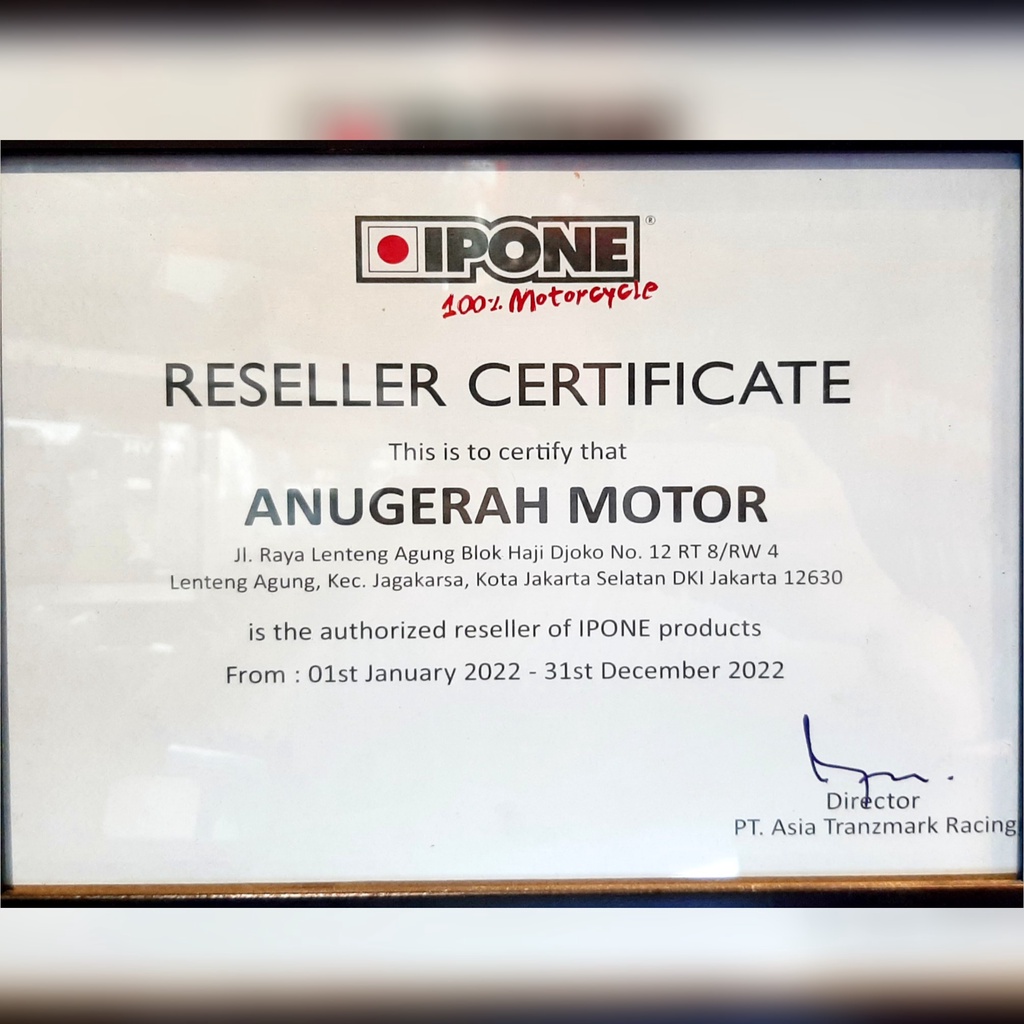 IPONE®
100% Motorcycle
RESELLER CERTIFICATE
This is to certify that
ANUGERAH MOTOR
Jl. Raya Lenteng Agung Blok Haji Djoko No. 12 RT 8/RW 4
Lenteng Agung, Kec. Jagakarsa, Kota Jakarta Selatan DKI Jakarta 12630
is the authorized reseller of IPONE products
From : 01st January 2022 - 31st December 2022
Director
PT. Asia Tranzmark Racing